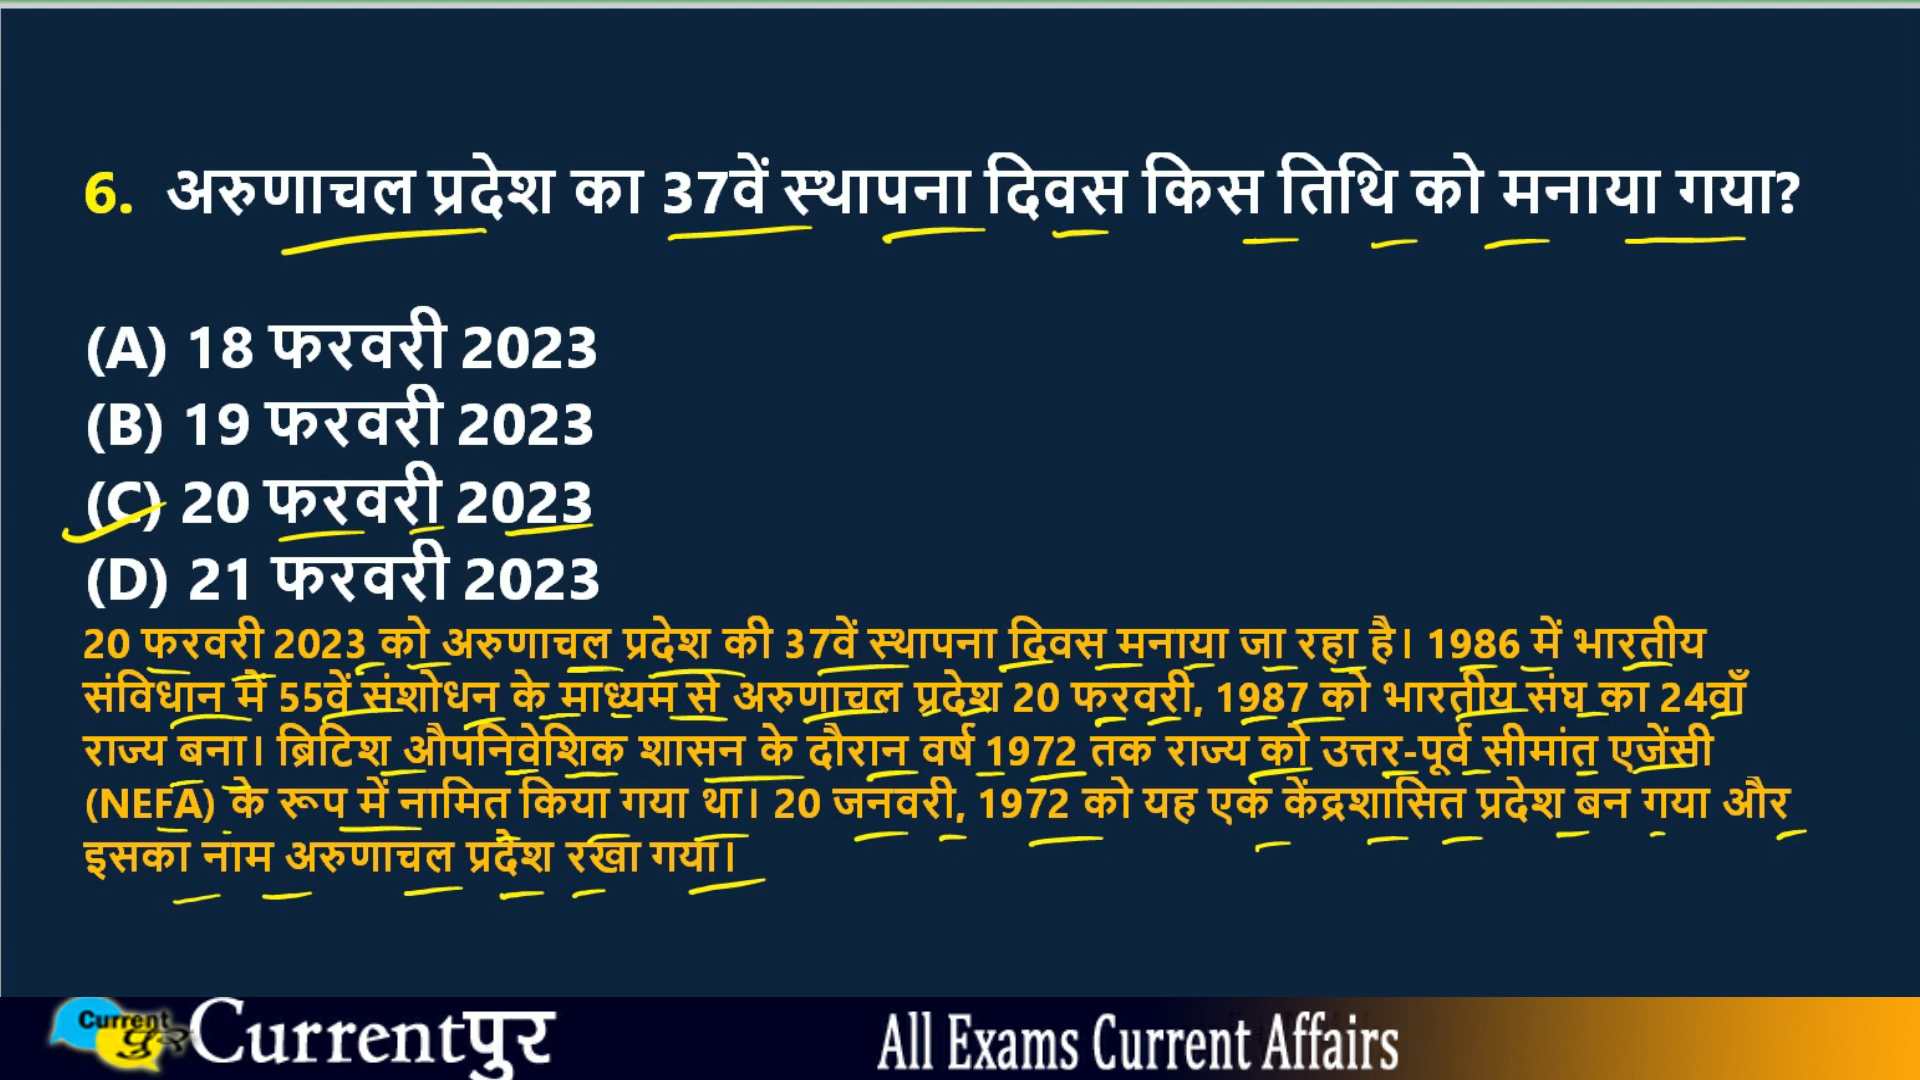 6. अरुणाचल प्रदेश का 37वें स्थापना दिवस किस तिथि को मनाया गया?
(A) 18 फरवरी 2023
(B) 19 फरवरी 2023
(C) 20 फरवरी 2023
(D) 21 फरवरी 2023
20 फरवरी 2023 को अरुणाचल प्रदेश की 37वें स्थापना दिवस मनाया जा रहा है। 1986 में भारतीय
संविधान में 55वें संशोधन के माध्यम से अरुणाचल प्रदेश 20 फरवरी, 1987 को भारतीय संघ का 24वाँ
राज्य बना। ब्रिटिश औपनिवेशिक शासन के दौरान वर्ष 1972 तक राज्य को उत्तर-पूर्व सीमांत एजेंसी
(NEFA) के रूप में नामित किया गया था। 20 जनवरी, 1972 को यह एक केंद्रशासित प्रदेश बन गया और
इसका नाम अरुणाचल प्रदेश रखा गया।
Current
पुर
Currentपुर
All Exams Current Affairs